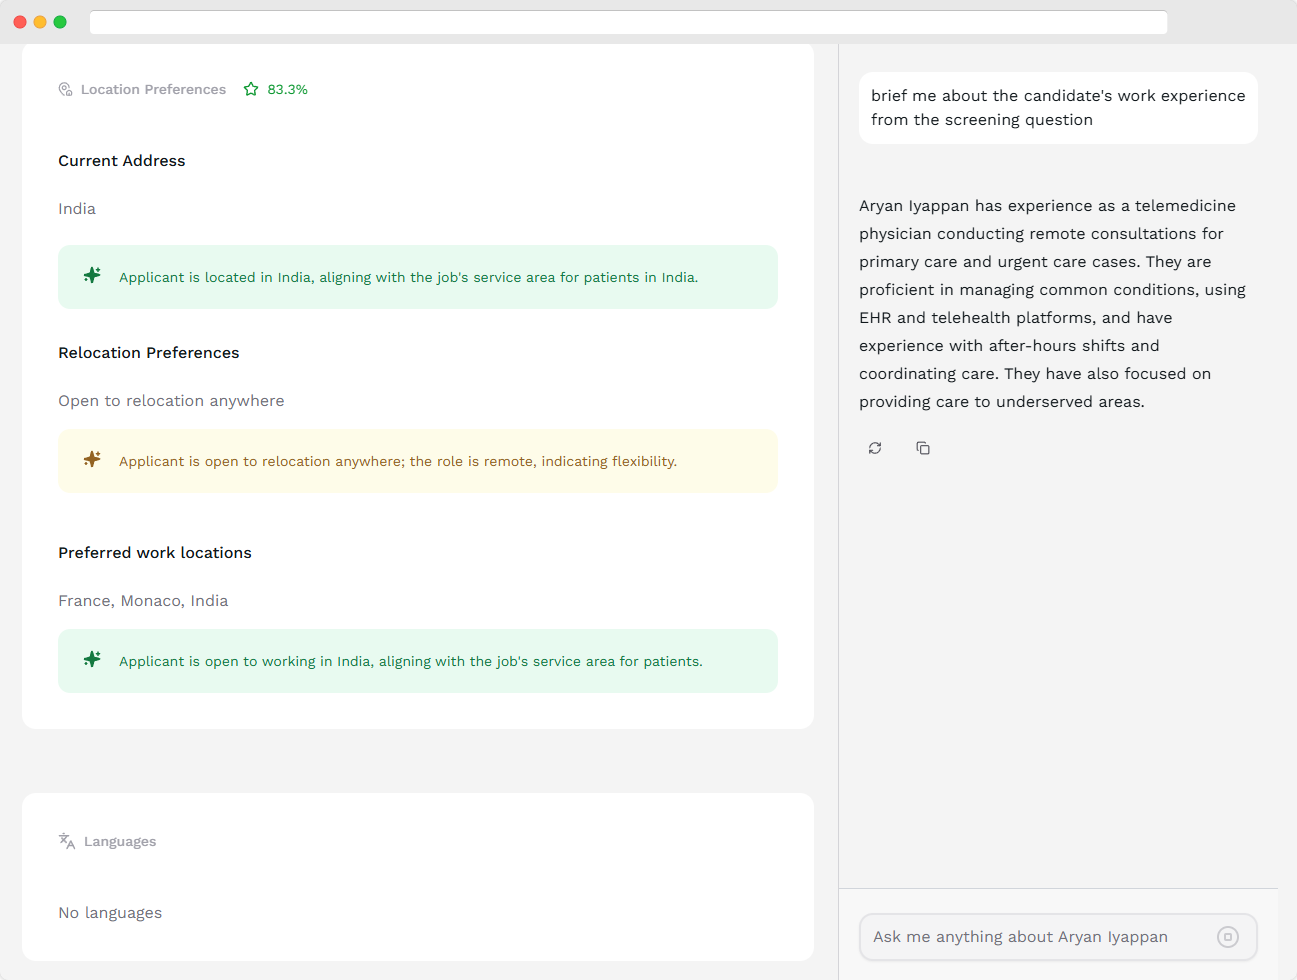 Location Preferences 83.3%
Current Address
India
Applicant is located in India, aligning with the job's service area for patients in India.
Relocation Preferences
Open to relocation anywhere
Applicant is open to relocation anywhere; the role is remote, indicating flexibility.
Preferred work locations
France, Monaco, India
Applicant is open to working in India, aligning with the job's service area for patients.
Languages
No languages
brief me about the candidate's work experience
from the screening question
Aryan Iyappan has experience as a telemedicine
physician conducting remote consultations for
primary care and urgent care cases. They are
proficient in managing common conditions, using
EHR and telehealth platforms, and have
experience with after-hours shifts and
coordinating care. They have also focused on
providing care to underserved areas.
Ask me anything about Aryan Iyappan